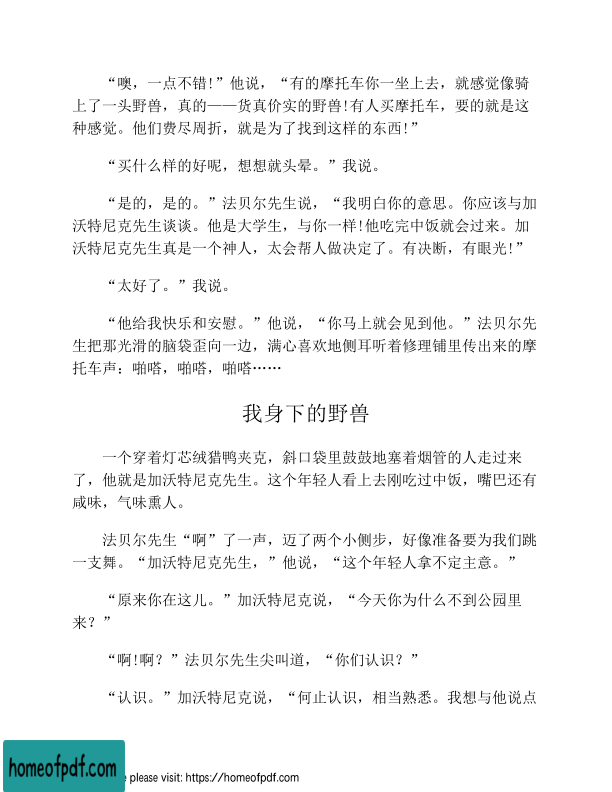 “噢，一点不错!”他说，“有的摩托车你一坐上去，就感觉像骑
上了一头野兽，真的——货真价实的野兽!有人买摩托车，要的就是这
种感觉。他们费尽周折，就是为了找到这样的东西!”
“买什么样的好呢，想想就头晕。”我说。
“是的，是的。”法贝尔先生说，“我明白你的意思。你应该与加
沃特尼克先生谈谈。他是大学生，与你一样!他吃完中饭就会过来。加
沃特尼克先生真是一个神人，太会帮人做决定了。有决断，有眼光!”
“太好了。”我说。
“他给我快乐和安慰。”他说，“你马上就会见到他。”法贝尔先
生把那光滑的脑袋歪向一边，满心喜欢地侧耳听着修理铺里传出来的摩
托车声：啪嗒，啪嗒，啪嗒……
我身下的野兽
一个穿着灯芯绒猎鸭夹克，斜口袋里鼓鼓地塞着烟管的人走过来
了，他就是加沃特尼克先生。这个年轻人看上去刚吃过中饭，嘴巴还有
咸味，气味熏人。
法贝尔先生“啊”了一声，迈了两个小侧步，好像准备要为我们跳
一支舞。“加沃特尼克先生，”他说，“这个年轻人拿不定主意。”
“原来你在这儿。”加沃特尼克说，“今天你为什么不到公园里
来？”
“啊!啊？”法贝尔先生尖叫道，“你们认识？”
“认识。”加沃特尼克说，“何止认识，相当熟悉。我想与他说点
homeofpdf.com
e please visit: https://homeofpdf.com